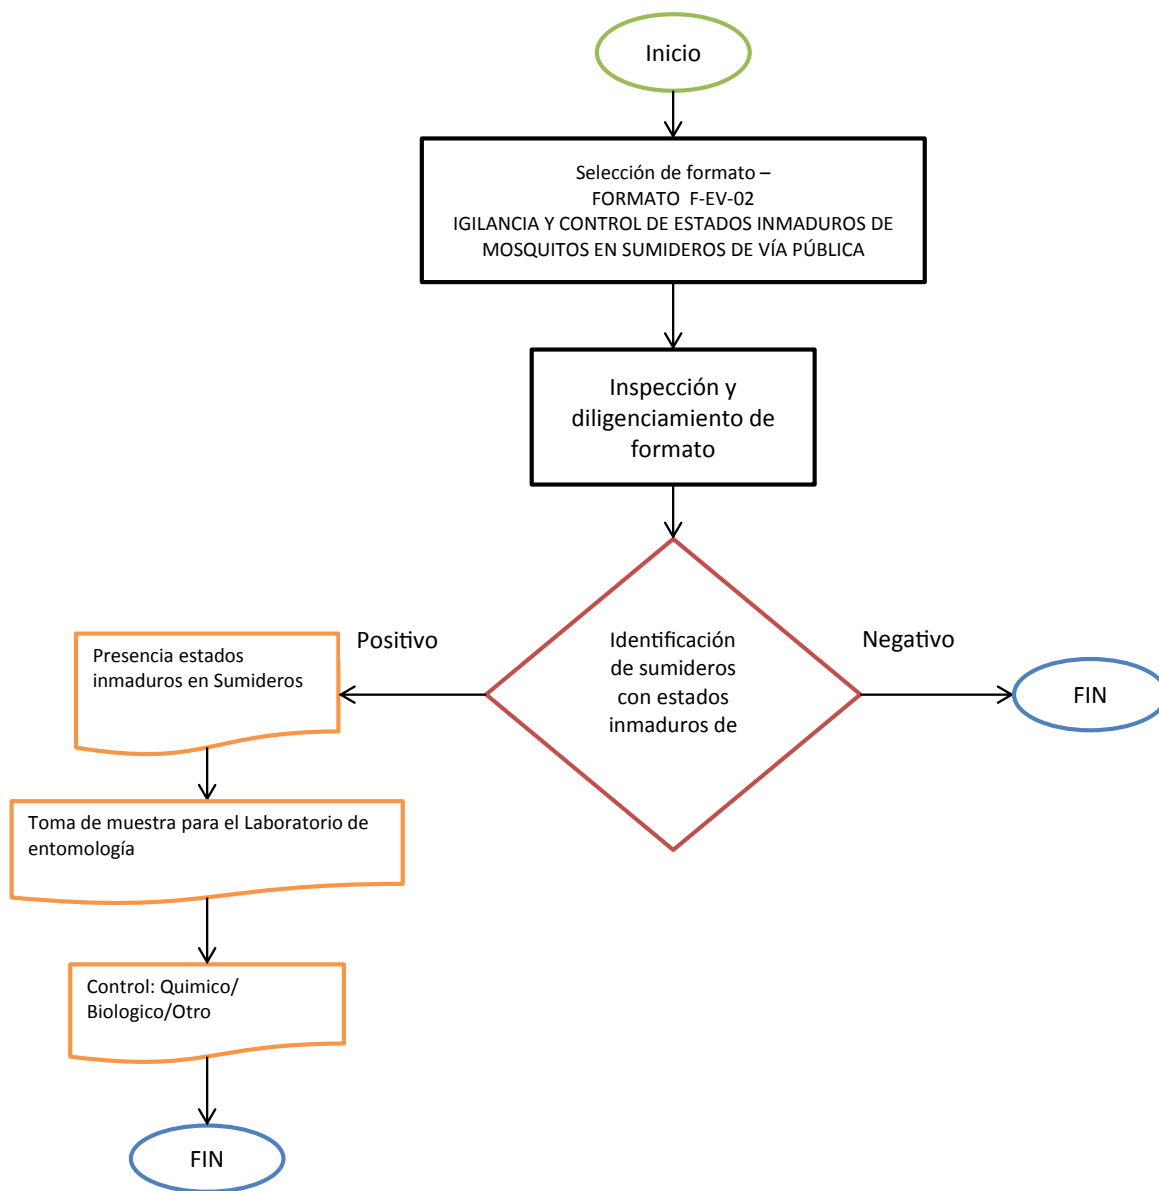 Inicio
Selección de formato –
FORMATO F-EV-02
IGILANCIA Y CONTROL DE ESTADOS INMADUROS DE
MOSQUITOS EN SUMIDEROS DE VÍA PÚBLICA
Inspección y
diligenciamiento de
formato
Positivo
Identificación
de sumideros
con estados
inmaduros de
Negativo
Presencia estados
inmaduros en Sumideros
FIN
Toma de muestra para el Laboratorio de
entomología
Control: Quimico/
Biologico/Otro
FIN